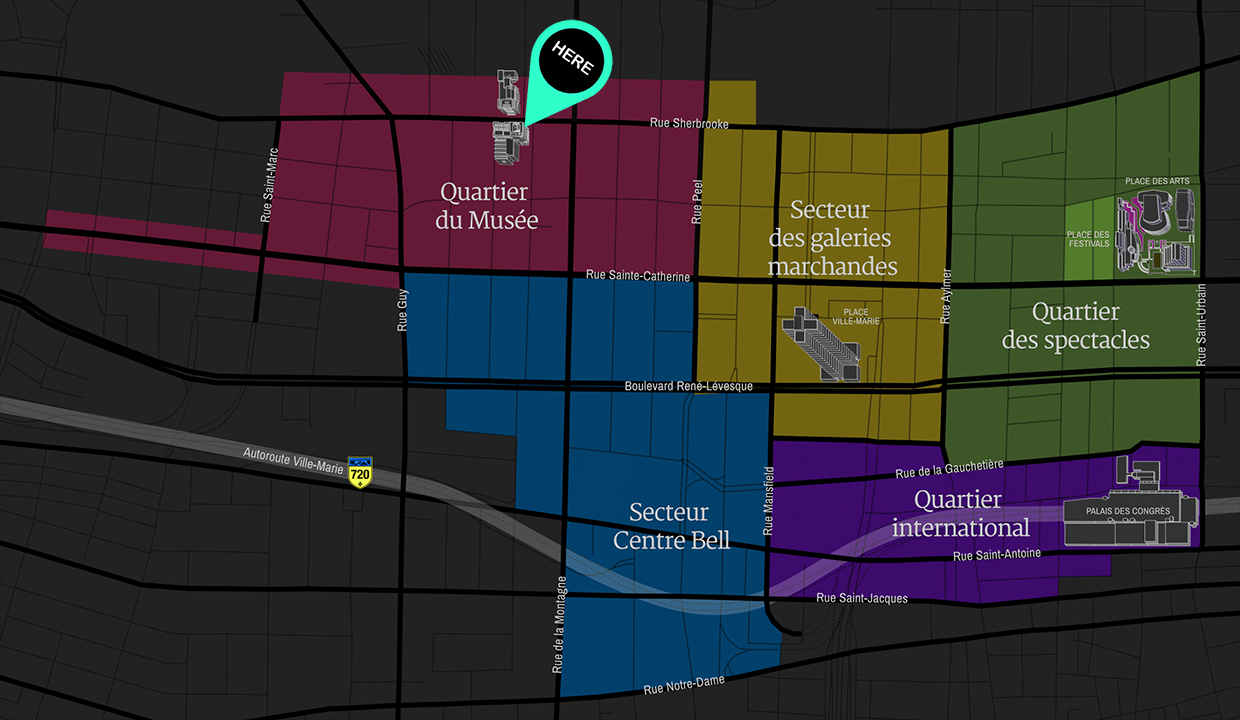 HERE
Rue Sherbrooke
Rue Saint-Marc
Quartier
du Musée
Rue Peel
Secteur
des galeries
marchandes
PLACE DES ARTS
PLACE DES
FESTIVALS
Rue Sainte-Catherine
Rue Guy
Rue Aylmer
Rue Saint-Urbain
PLACE
VILLE-MARIE
Quartier
des spectacles
Boulevard René-Lévesque
Autoroute Ville-Marie
720
Rue de la Gauchetière
Rue Mansfield
Quartier
international
PALAIS DES CONGRÈS
Secteur
Centre Bell
Rue Saint-Antoine
Rue de la Montagne
Rue Saint-Jacques
Rue Notre-Dame